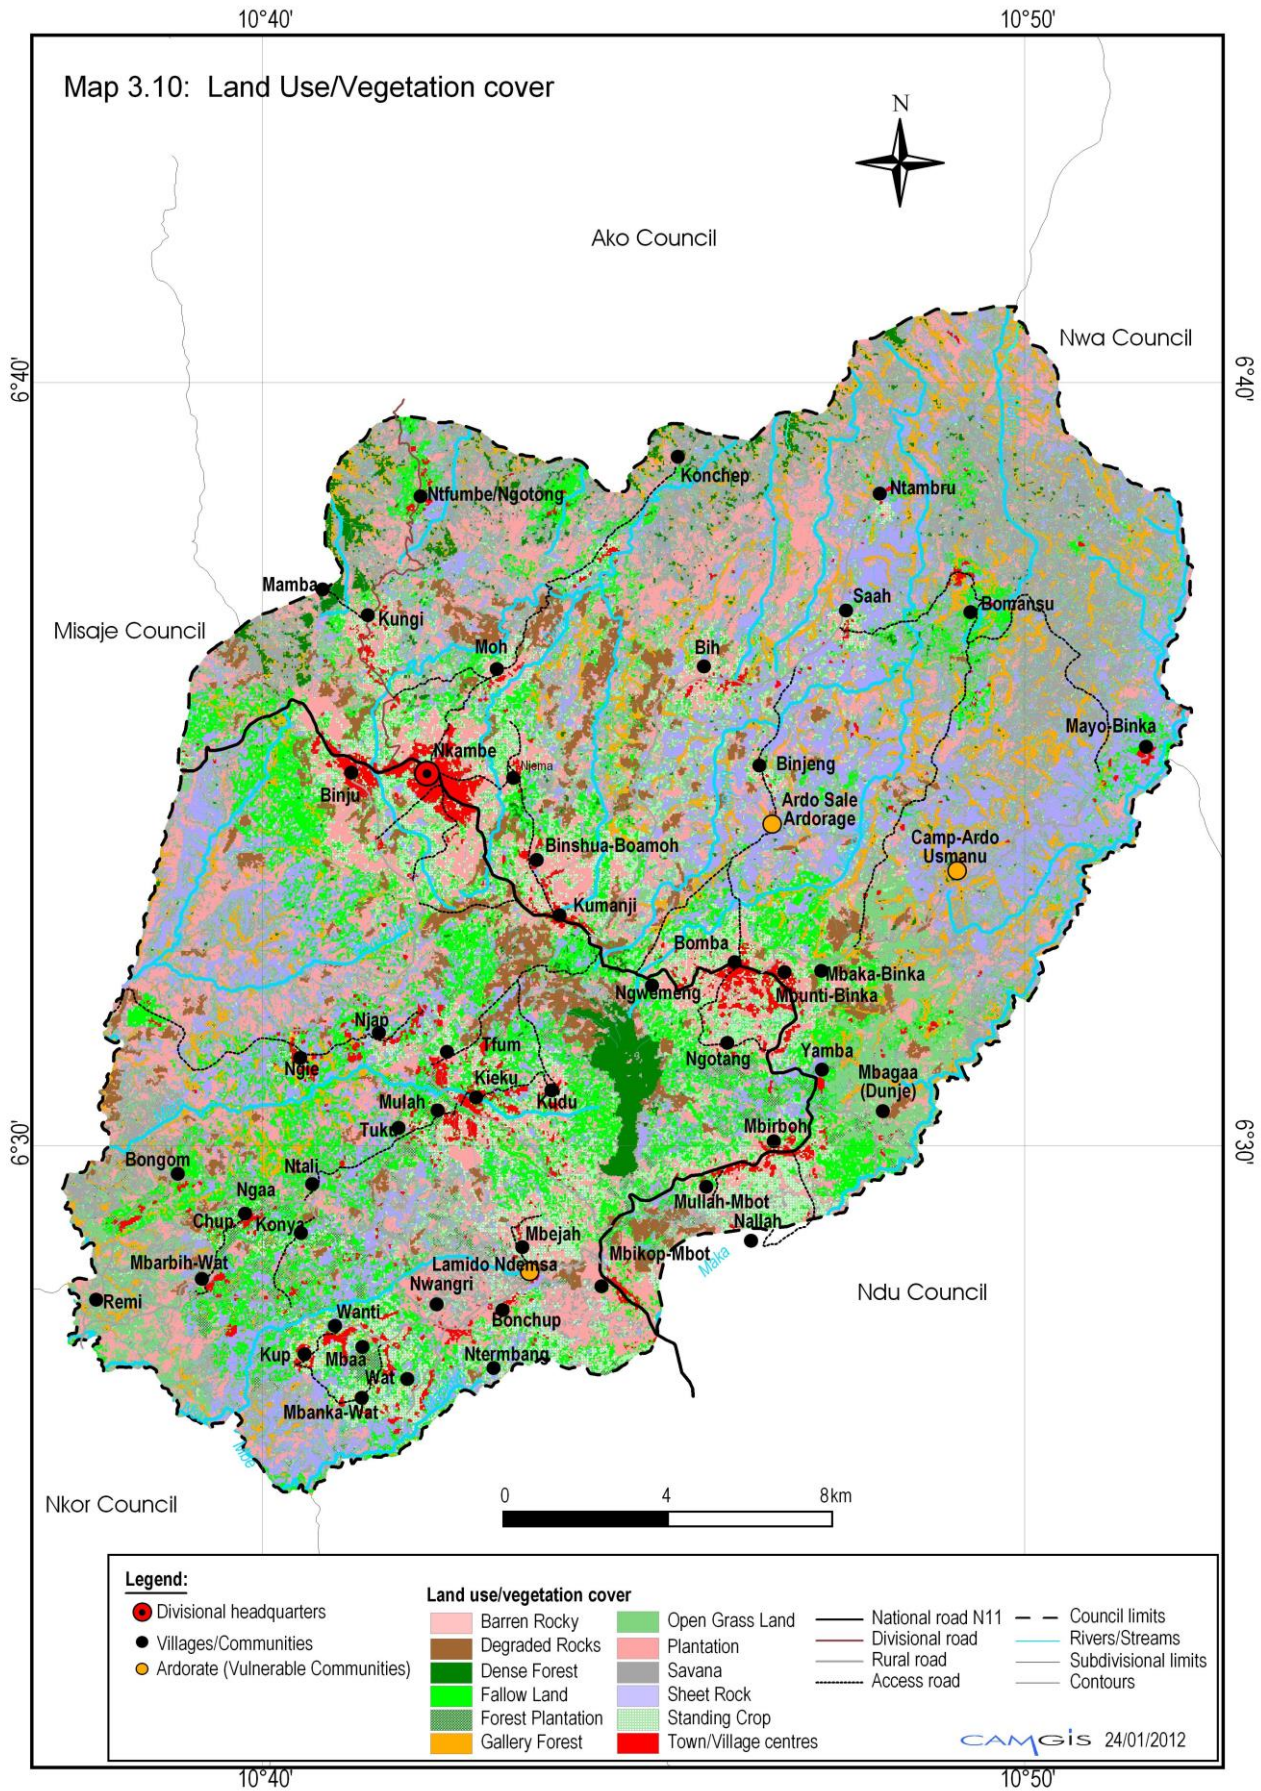 10°40'
10°50'
Map 3.10: Land Use/Vegetation cover
N
Ako Council
Nwa Council
6°40'
6°40'
Konchep
Ntfumbe/Ngotong
Ntambru
Mamba
Kungi
Saah
Bomansu
Misaje Council
Moh
Bih
Mayo-Binka
Nkambe
Njema
Binjeng
Binju
Ardo Sale
Ardorage
Camp-Ardo
Usmanu
Binshua-Boamoh
Kumanji
Bomba
Mbaka-Binka
Ngwemeng
Mbunti-Binka
Njap
Tfum
Ngotang
Yamba
Ngie
Mbagaa
(Dunje)
Kieku
Kudu
Mulah
Tuku
Mbirboh
6°30'
6°30'
Bongom
Ntali
Ngaa
Mullah-Mbot
Chup
Konya
Nallah
Mbejah
Mbikop-Mbot
Maka
Mbarbih-Wat
Lamido Ndemsa
Remi
Nwangri
Ndu Council
Wanti
Bonchup
Kup
Mbaa
Ntermbang
Wat
Mbanka-Wat
Mbe
Nkor Council
0 4 8km
Legend:
Divisional headquarters
Villages/Communities
Ardorate (Vulnerable Communities)
Land use/vegetation cover
Barren Rocky
Degraded Rocks
Dense Forest
Fallow Land
Forest Plantation
Gallery Forest
Open Grass Land
Plantation
Savana
Sheet Rock
Standing Crop
Town/Village centres
National road N11
Divisional road
Rural road
Access road
Council limits
Rivers/Streams
Subdivisional limits
Contours
CAMGIS 24/01/2012
10°40'
10°50'